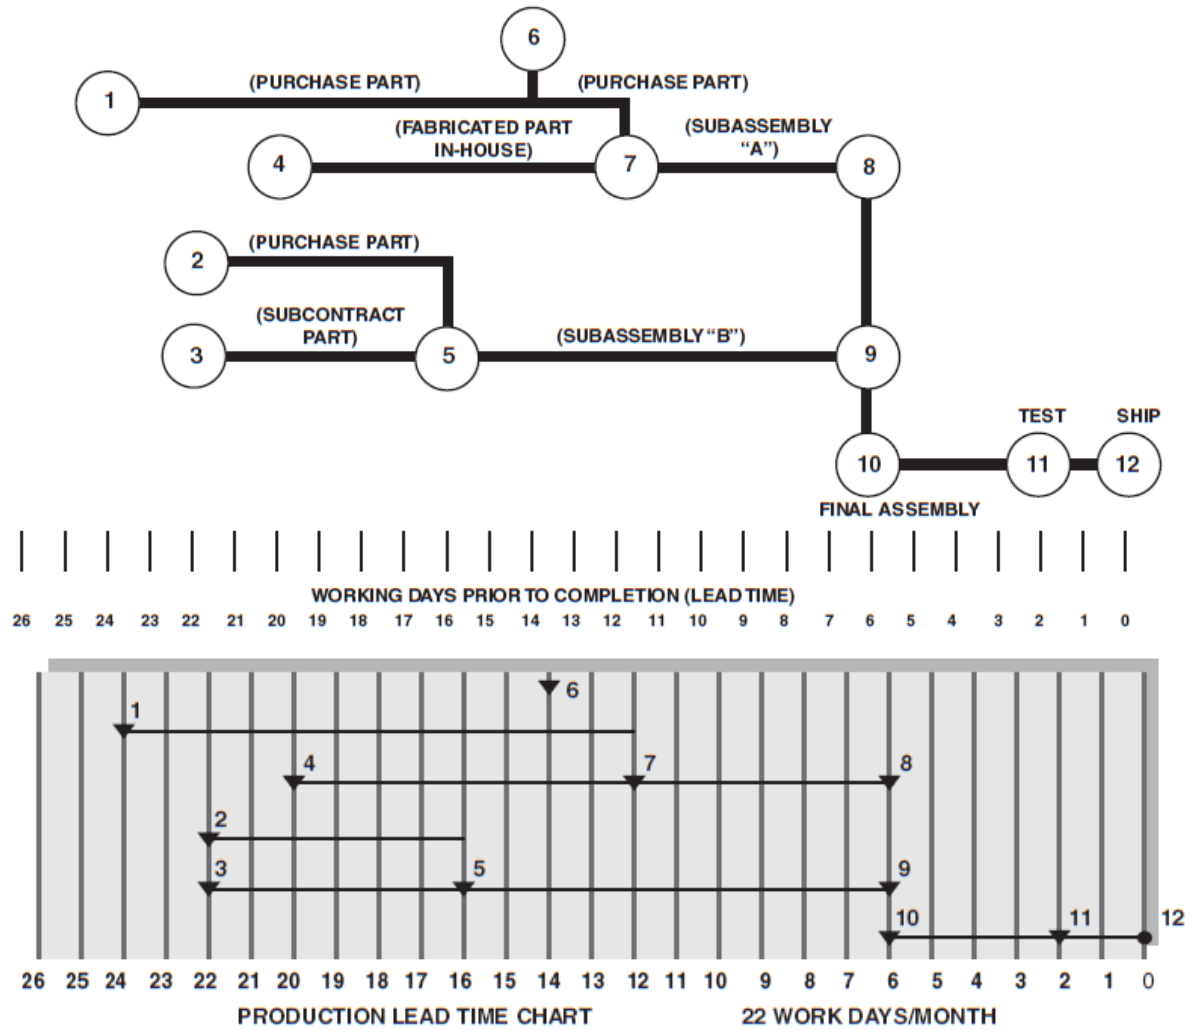 6
(PURCHASE PART) (PURCHASE PART)
1
(FABRICATED PART
IN-HOUSE)
(SUBASSEMBLY
“A”)
4 7 8
(PURCHASE PART)
2
(SUBCONTRACT
PART)
(SUBASSEMBLY “B”)
3 5 9
TEST SHIP
10 11 12
FINAL ASSEMBLY
WORKING DAYS PRIOR TO COMPLETION (LEAD TIME)
26 25 24 23 22 21 20 19 18 17 16 15 14 13 12 11 10 9 8 7 6 5 4 3 2 1 0
6
1
4 7 8
2
3 5 9
10 11 12
26 25 24 22 21 20 19 18 17 16 15 14 13 12 11 10 9 8 7 6 5 4 3 2 1 0
PRODUCTION LEAD TIME CHART 22 WORK DAYS/MONTH